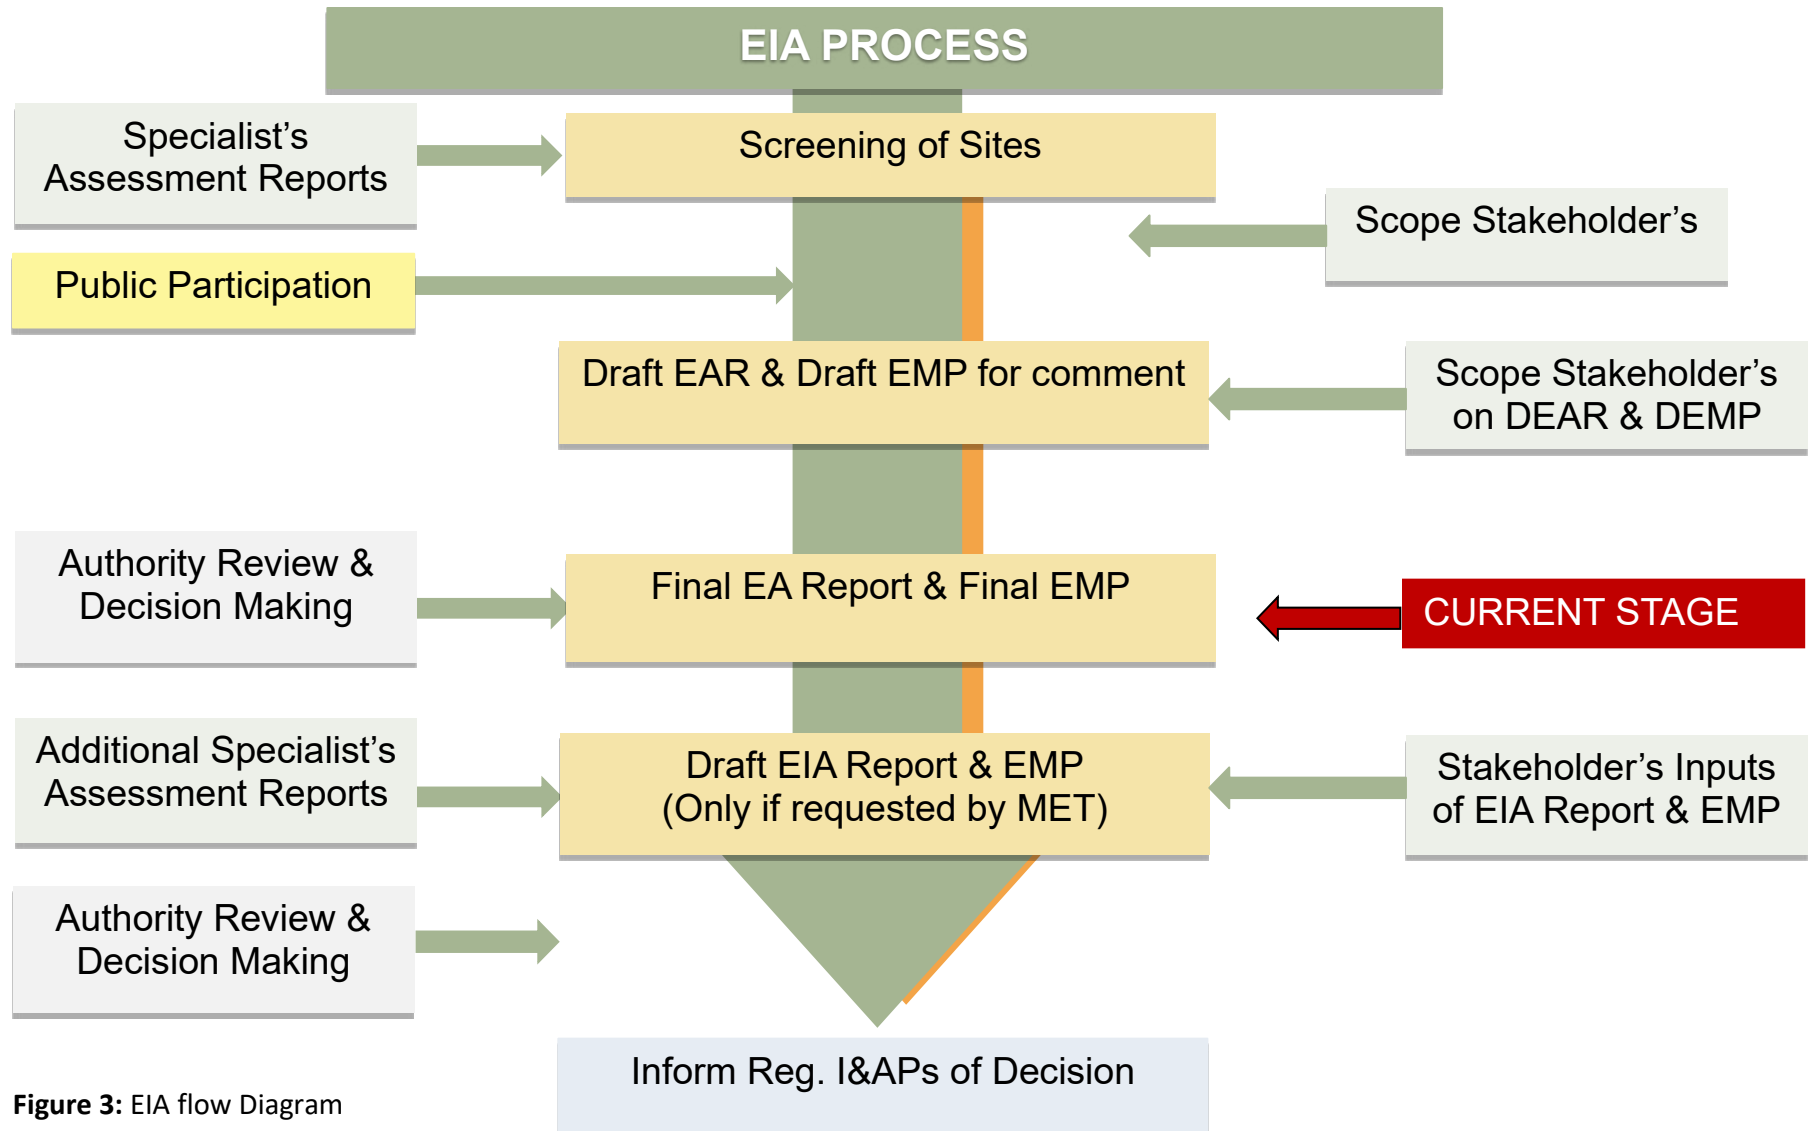 EIA PROCESS
Specialist’s
Assessment Reports
Screening of Sites
Scope Stakeholder’s
Public Participation
Draft EAR & Draft EMP for comment
Scope Stakeholder’s
on DEAR & DEMP
Authority Review &
Decision Making
Final EA Report & Final EMP
CURRENT STAGE
Additional Specialist’s
Assessment Reports
Draft EIA Report & EMP
(Only if requested by MET)
Stakeholder’s Inputs
of EIA Report & EMP
Authority Review &
Decision Making
Inform Reg. I&APs of Decision
Figure 3: EIA flow Diagram